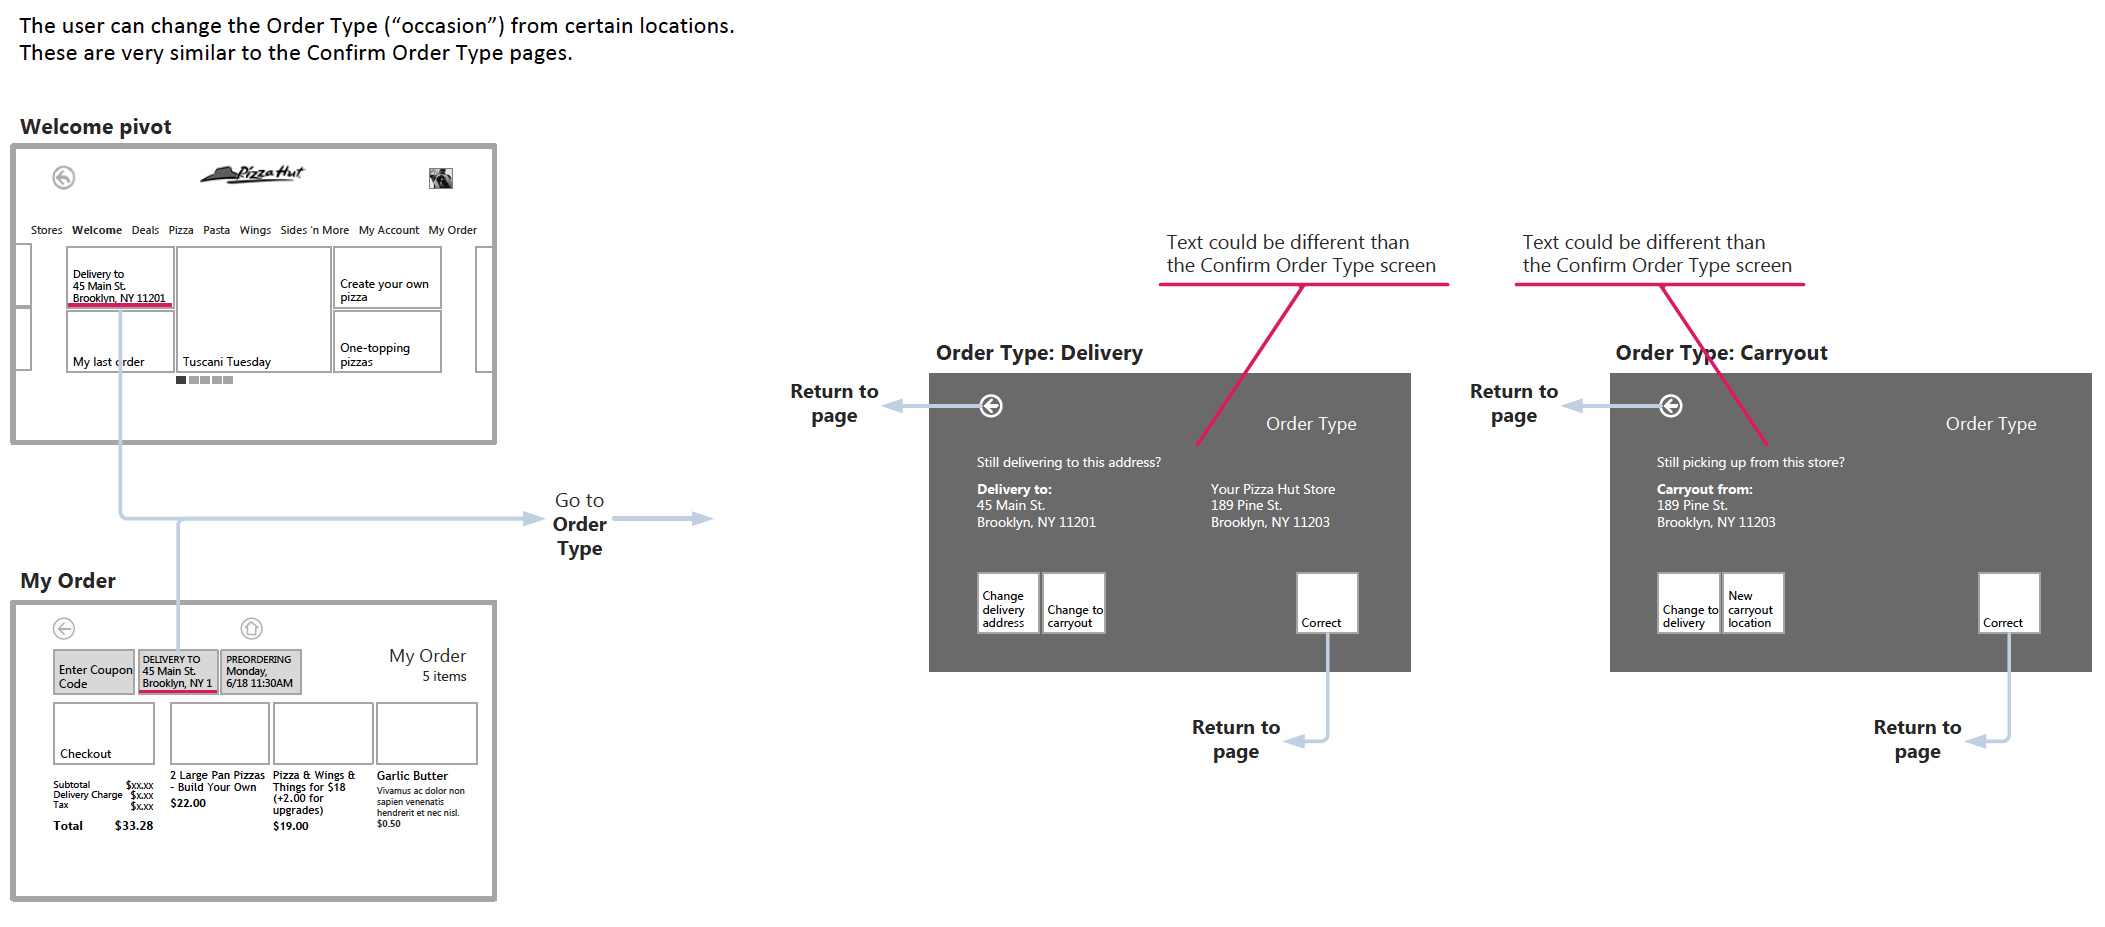 The user can change the Order Type (“occasion”) from certain locations.
These are very similar to the Confirm Order Type pages.
Welcome pivot
Pizza Hut
Stores Welcome Deals Pizza Pasta Wings Sides 'n More My Account My Order
Delivery to
45 Main St.
Brooklyn, NY 11201
My last order
Tuscani Tuesday
Create your own
pizza
One-topping
pizzas
Go to
Order
Type
My Order
Enter Coupon
Code
DELIVERY TO
45 Main St.
Brooklyn, NY 1
PREORDERING
Monday,
6/18 11:30AM
My Order
5 items
Checkout
Subtotal $xx.xx
Delivery Charge $x.xx
Tax $x.xx
Total $33.28
2 Large Pan Pizzas
- Build Your Own
$22.00
Pizza & Wings &
Things for $18
(+2.00 for
upgrades)
$19.00
Garlic Butter
Vivamus ac dolor non
sapien venenatis
hendrerit et nec nisl.
$0.50
Text could be different than
the Confirm Order Type screen
Order Type: Delivery
Return to
page
Order Type
Still delivering to this address?
Delivery to:
45 Main St.
Brooklyn, NY 11201
Your Pizza Hut Store
189 Pine St.
Brooklyn, NY 11203
Change
delivery
address
Change to
carryout
Correct
Return to
page
Text could be different than
the Confirm Order Type screen
Order Type: Carryout
Return to
page
Order Type
Still picking up from this store?
Carryout from:
189 Pine St.
Brooklyn, NY 11203
Change to
delivery
New
carryout
location
Correct
Return to
page